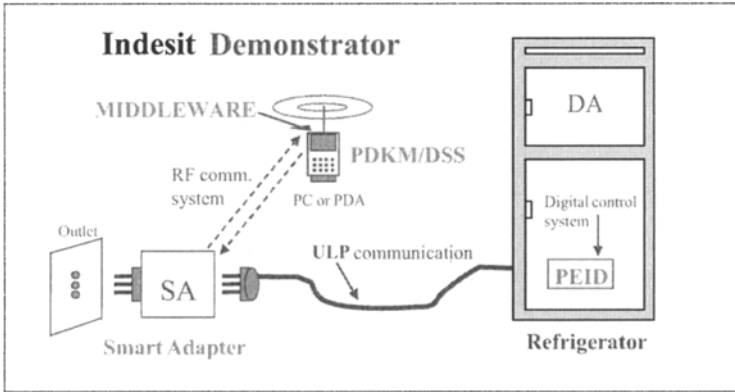 Indesit Demonstrator
MIDDLEWARE
PDKM/DSS
RF comm.
system
PC or PDA
DA
Digital control
system
PEID
Outlet
SA
ULP communication
Smart Adapter
Refrigerator